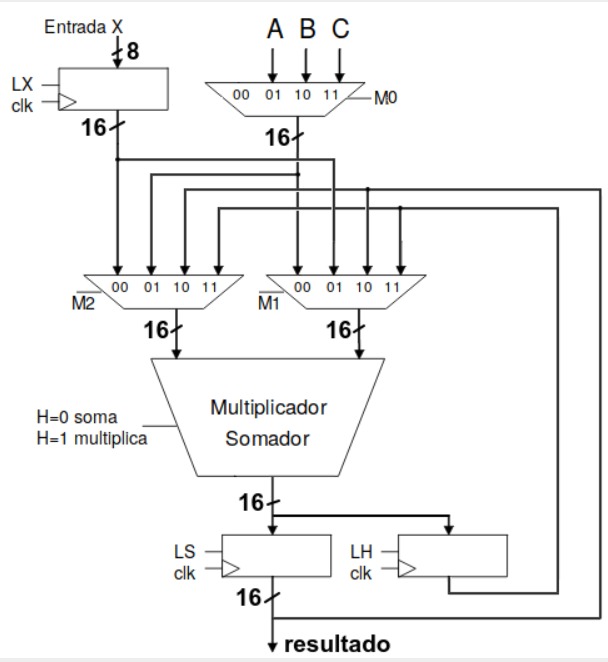 Entrada X
8
A B C
LX
clk
00 01 10 11
M0
16
16
00 01 10 11
00 01 10 11
M2
M1
16
16
Multiplicador
Somador
H=0 soma
H=1 multiplica
16
LS
clk
LH
clk
16
resultado